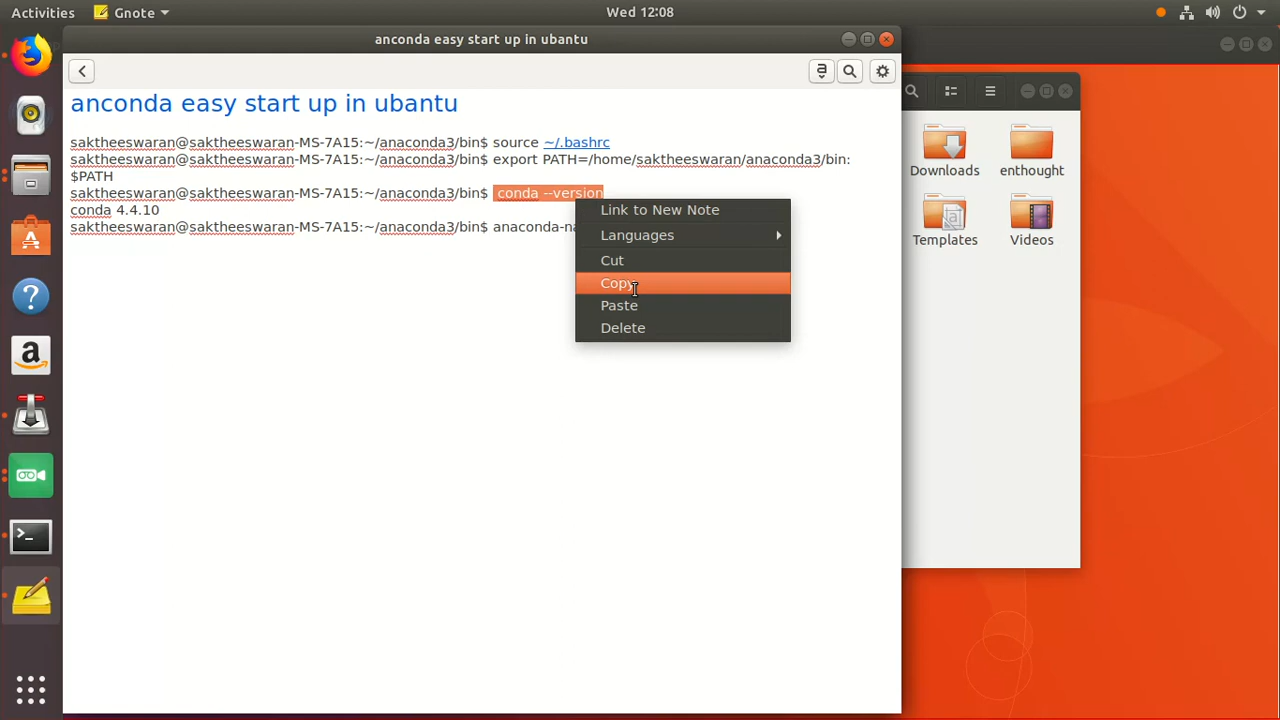 Activities
Gnote
Wed 12:08
anconda easy start up in ubantu
anconda easy start up in ubantu
saktheeswaran@saktheeswaran-MS-7A15:~/anaconda3/bin$ source ~/.bashrc
saktheeswaran@saktheeswaran-MS-7A15:~/anaconda3/bin$ export PATH=/home/saktheeswaran/anaconda3/bin:
$PATH
saktheeswaran@saktheeswaran-MS-7A15:~/anaconda3/bin$ conda --version
conda 4.4.10
saktheeswaran@saktheeswaran-MS-7A15:~/anaconda3/bin$ anaconda-na
Link to New Note
Languages
Cut
Copy
Paste
Delete
Downloads
enthought
Templates
Videos